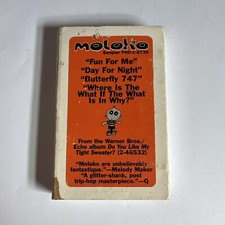 moloko
Sampler PRO-C-8739
"Fun For Me"
"Day For Night"
"Butterfly 747"
"Where Is The
What If The What
Is In Why?"
From the Warner Bros./
Echo album Do You Like My
Tight Sweater? (2-46532)
"Moloko are unbelievably
fantastique."—Melody Maker
"A glitter-shank, post
trip-hop masterpiece."—Q